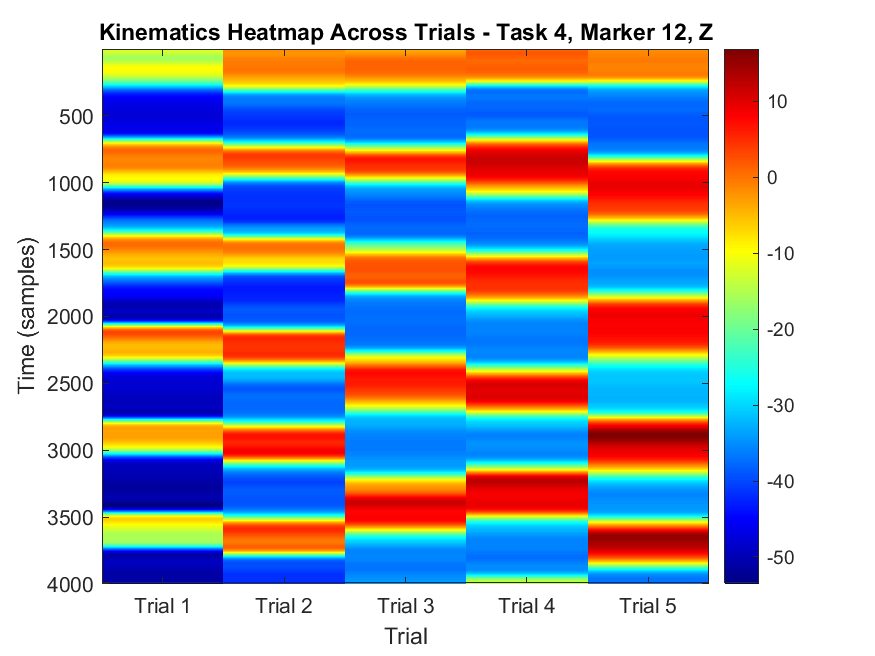 Kinematics Heatmap Across Trials - Task 4, Marker 12, Z
Time (samples)
500
1000
1500
2000
2500
3000
3500
4000
Trial 1
Trial 2
Trial 3
Trial 4
Trial 5
Trial
10
0
-10
-20
-30
-40
-50